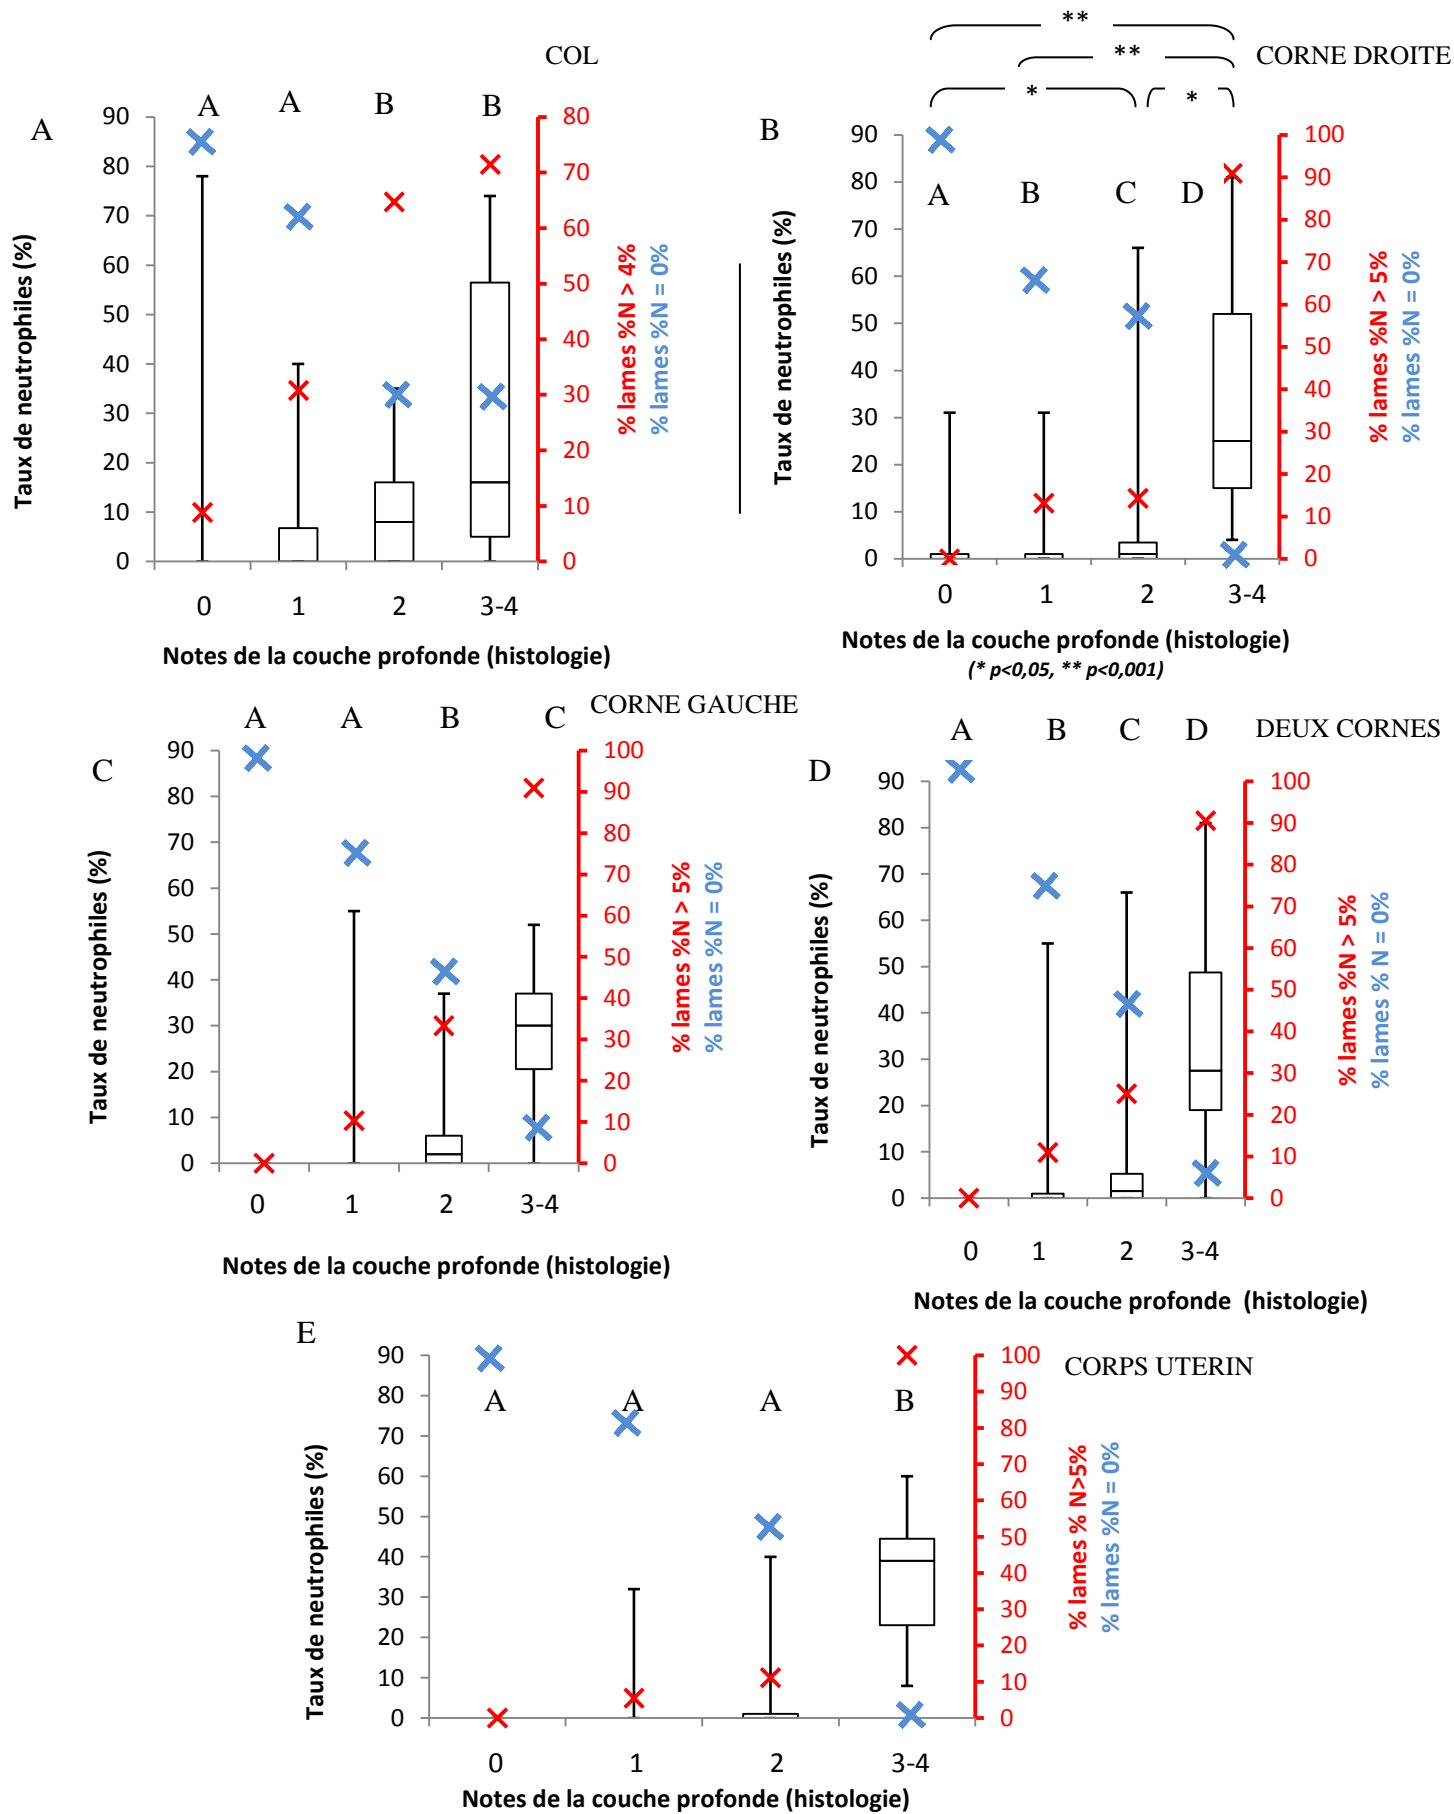 COL
A
A A B B
90 80 70 60 50 40 30 20 10 0
Taux de neutrophiles (%)
80 70 60 50 40 30 20 10 0
% lames %N > 4%
% lames %N = 0%
0 1 2 3-4
Notes de la couche profonde (histologie)
**
** CORNE DROITE
* *
B
A B C D
90 80 70 60 50 40 30 20 10 0
Taux de neutrophiles (%)
100 90 80 70 60 50 40 30 20 10 0
% lames %N > 5%
% lames %N = 0%
0 1 2 3-4
Notes de la couche profonde (histologie)
(* p<0,05, ** p<0,001)
CORNE GAUCHE
A A B C
C
90 80 70 60 50 40 30 20 10 0
Taux de neutrophiles (%)
100 90 80 70 60 50 40 30 20 10 0
% lames %N > 5%
% lames %N = 0%
0 1 2 3-4
Notes de la couche profonde (histologie)
A B C D DEUX CORNES
D
90 80 70 60 50 40 30 20 10 0
Taux de neutrophiles (%)
100 90 80 70 60 50 40 30 20 10 0
% lames %N > 5%
% lames % N = 0%
0 1 2 3-4
Notes de la couche profonde (histologie)
E
CORPS UTERIN
A A A B
90 80 70 60 50 40 30 20 10 0
Taux de neutrophiles (%)
100 90 80 70 60 50 40 30 20 10 0
% lames % N>5%
% lames %N = 0%
0 1 2 3-4
Notes de la couche profonde (histologie)